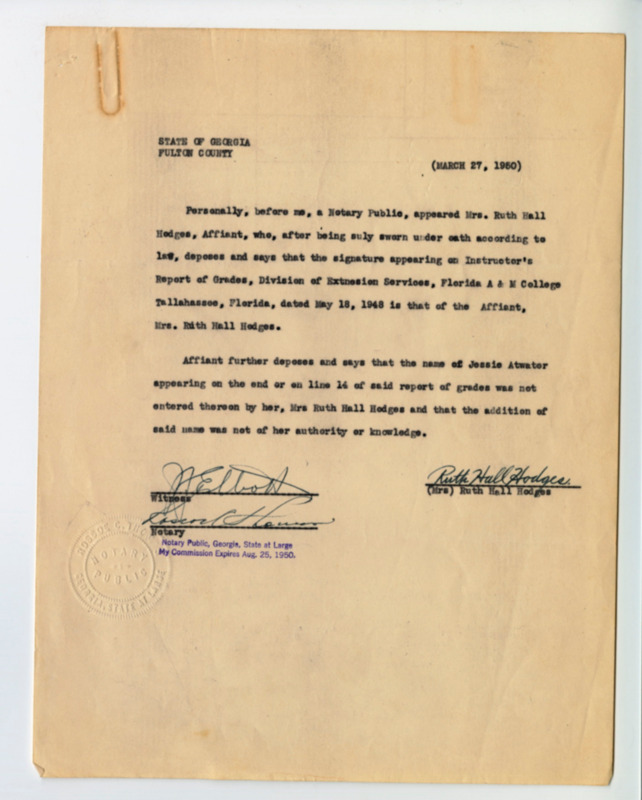 STATE OF GEORGIA
FULTON COUNTY
(MARCH 27, 1950)
Personally, before me, a Notary Public, appeared Mrs. Ruth Hall
Hodges, Affiant, who, after being suly sworn under oath according to
law, deposes and says that the signature appearing on Instructor's
Report of Grades, Division of Extnesion Services, Florida A & M College
Tallahassee, Florida, dated May 18, 1948 is that of the Affiant,
Mrs. Ruth Hall Hodges.
Affiant further deposes and says that the name of Jessie Atwater
appearing on the end or on line 14 of said report of grades was not
entered thereon by her, Mrs Ruth Hall Hodges and that the addition of
said name was not of her authority or knowledge.
Ruth Hall Hodges
(Mrs) Ruth Hall Hodges
Witness
Notary
Notary Public, Georgia, State at Large
My Commission Expires Aug. 25, 1950.
NOTARY
PUBLIC
GEORGIA, STATE AT LARGE